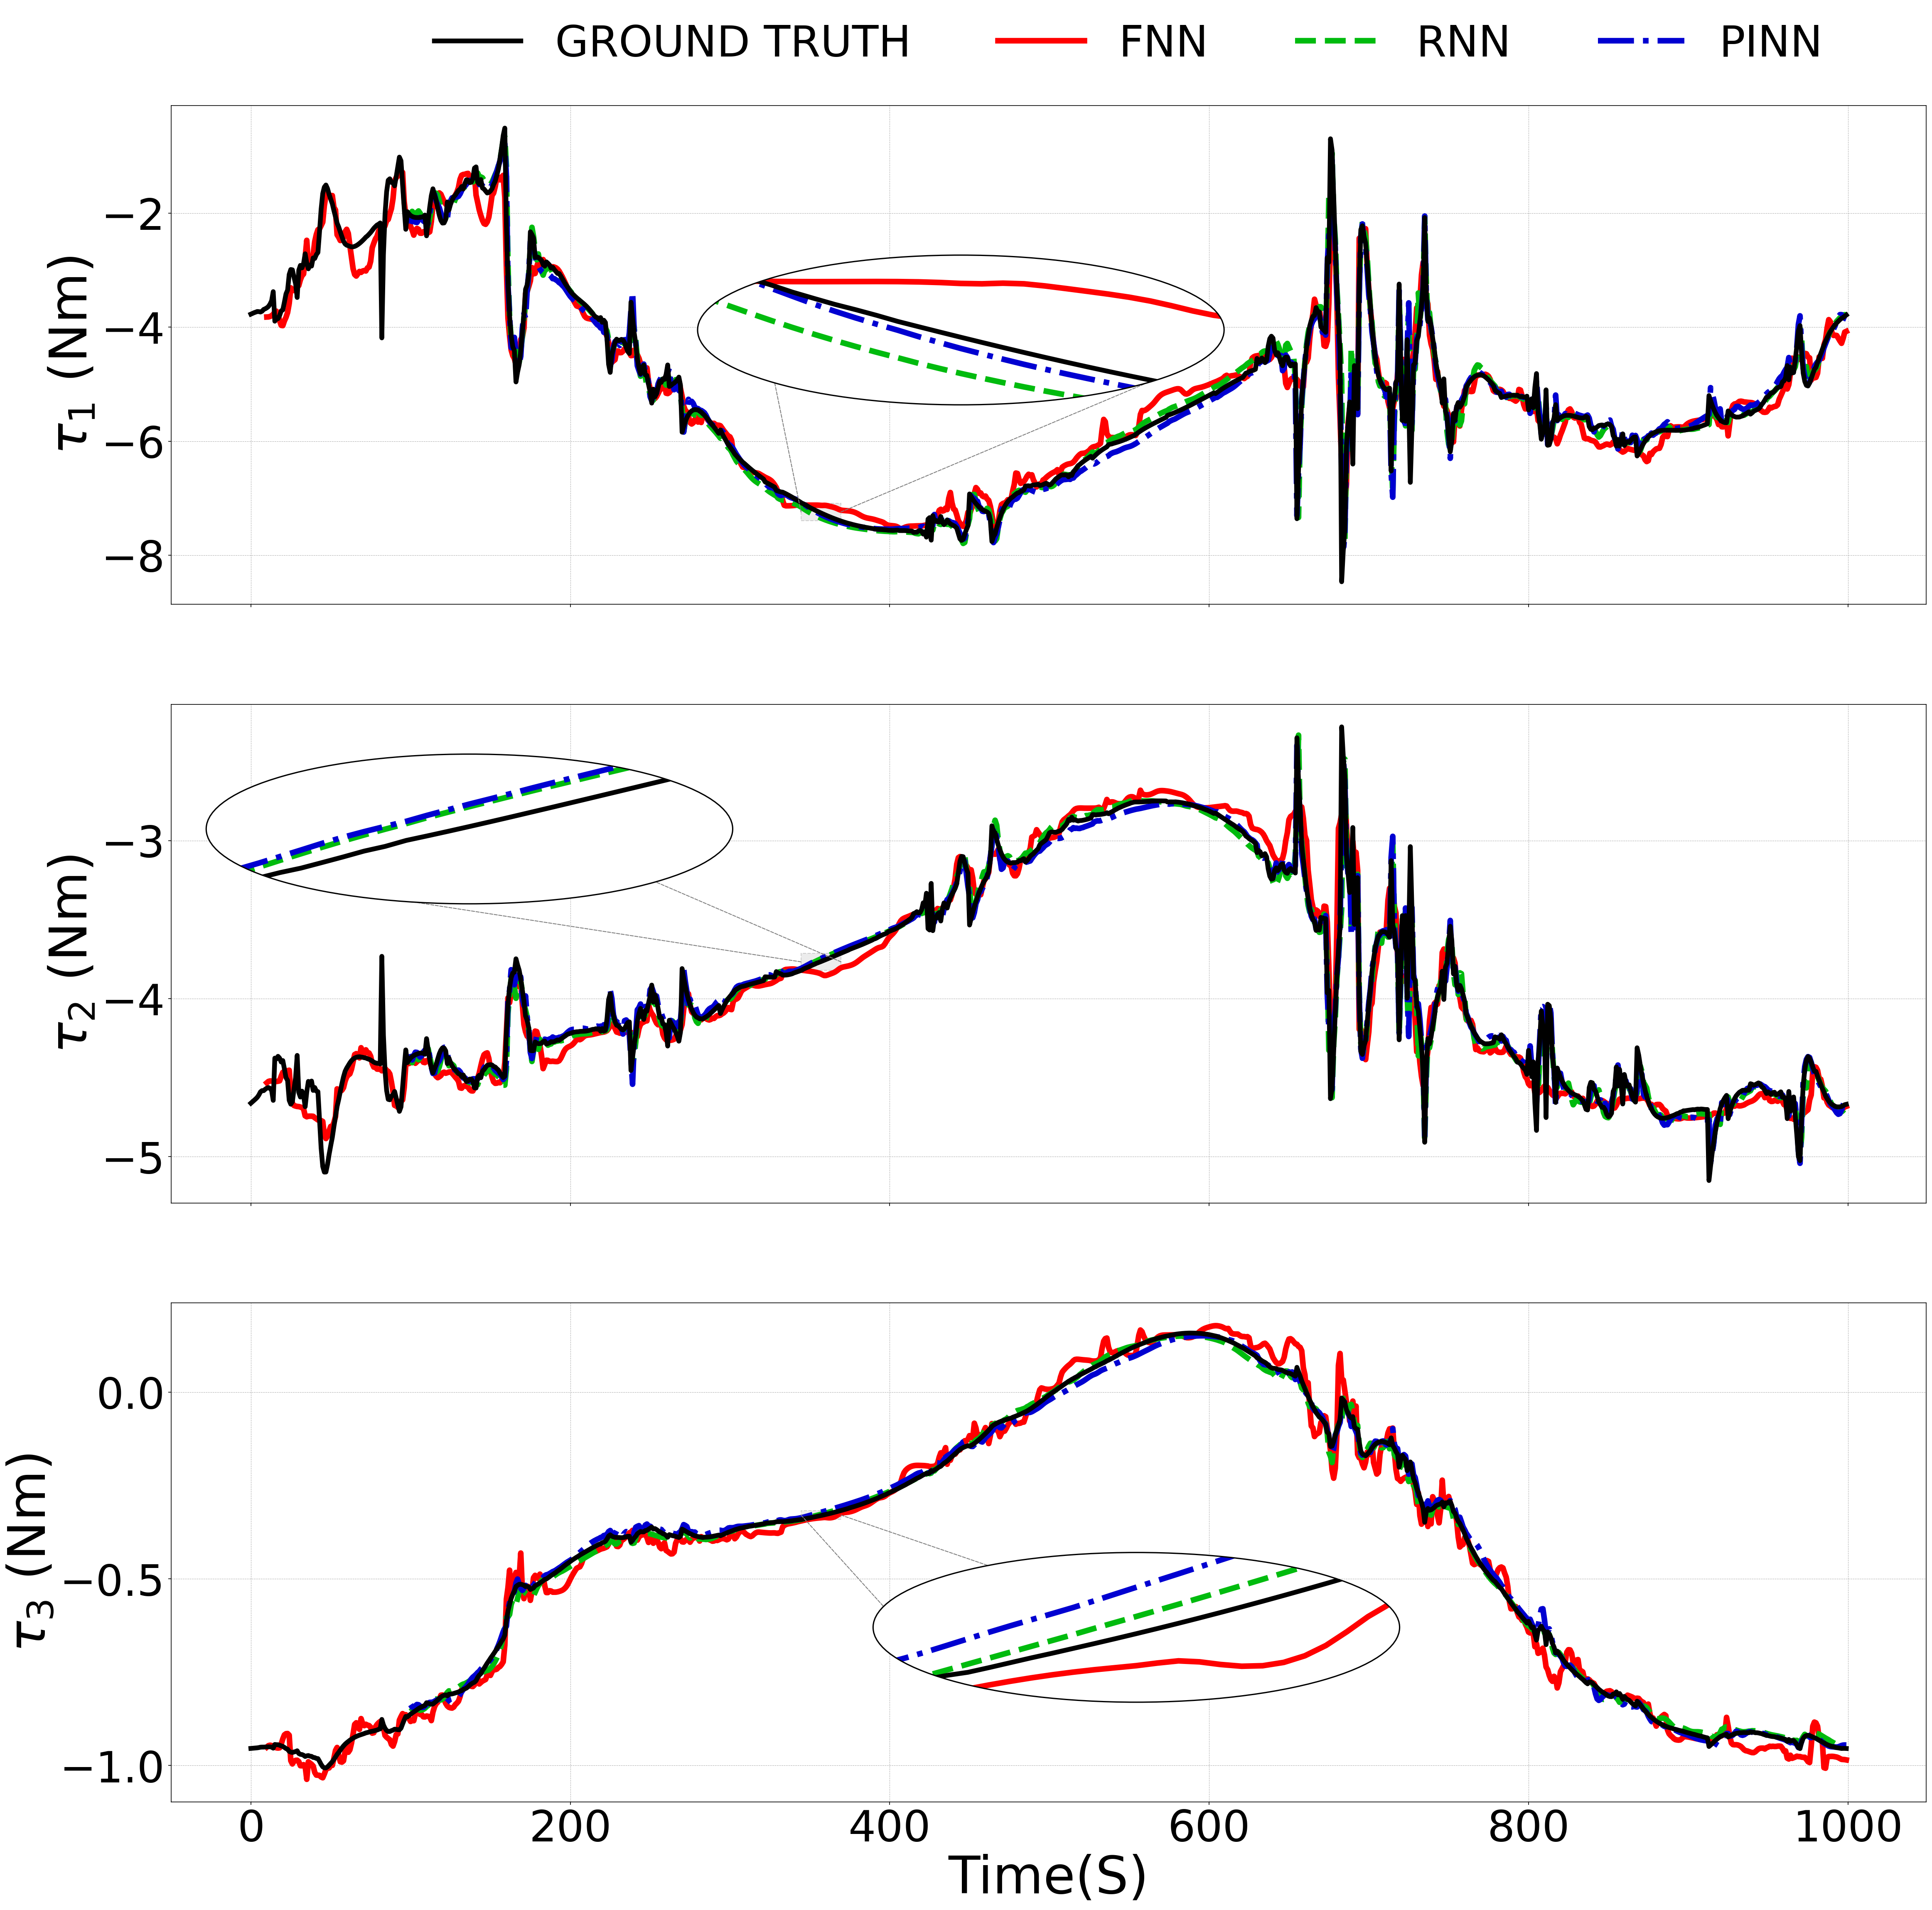 GROUND TRUTH FNN RNN PINN
−2
−4
−6
−8
τ1 (Nm)
−3
−4
−5
τ2 (Nm)
0.0
−0.5
−1.0
τ3 (Nm)
0 200 400 600 800 1000
Time(S)